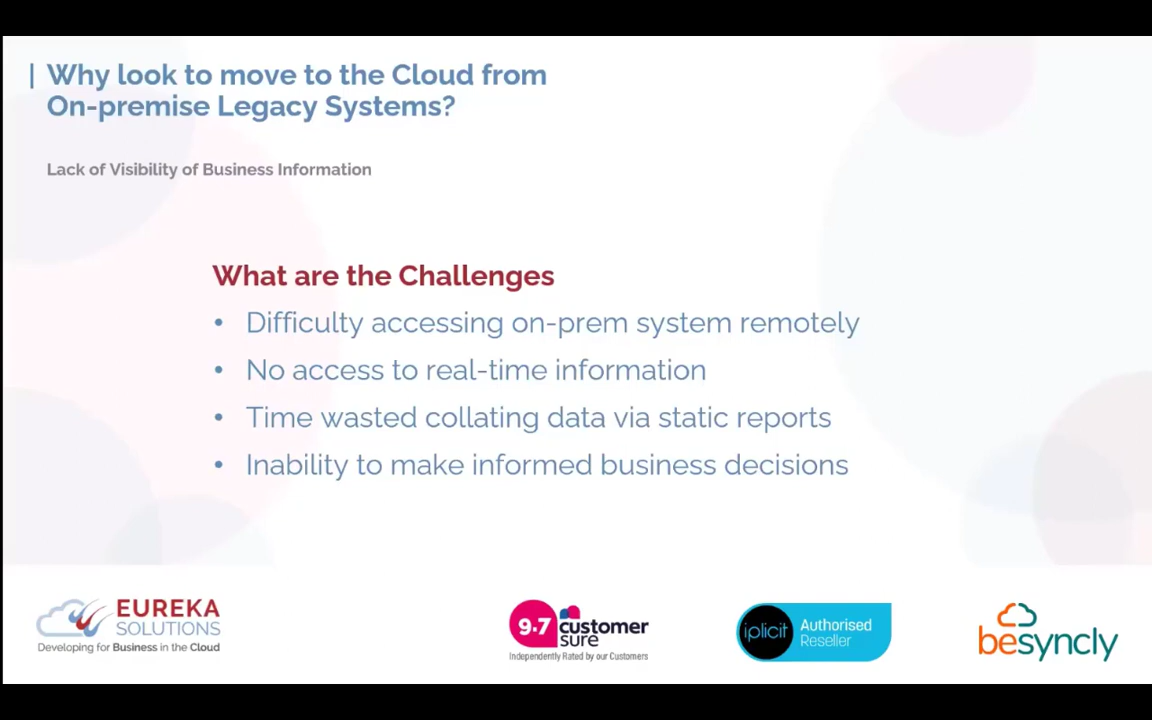 | Why look to move to the Cloud from
On-premise Legacy Systems?
Lack of Visibility of Business Information
What are the Challenges
• Difficulty accessing on-prem system remotely
• No access to real-time information
• Time wasted collating data via static reports
• Inability to make informed business decisions
EUREKA
SOLUTIONS
Developing for Business in the Cloud
9.7 customer
sure
Independently Rated by our Customers
iplicit Authorised
Reseller
besyncly